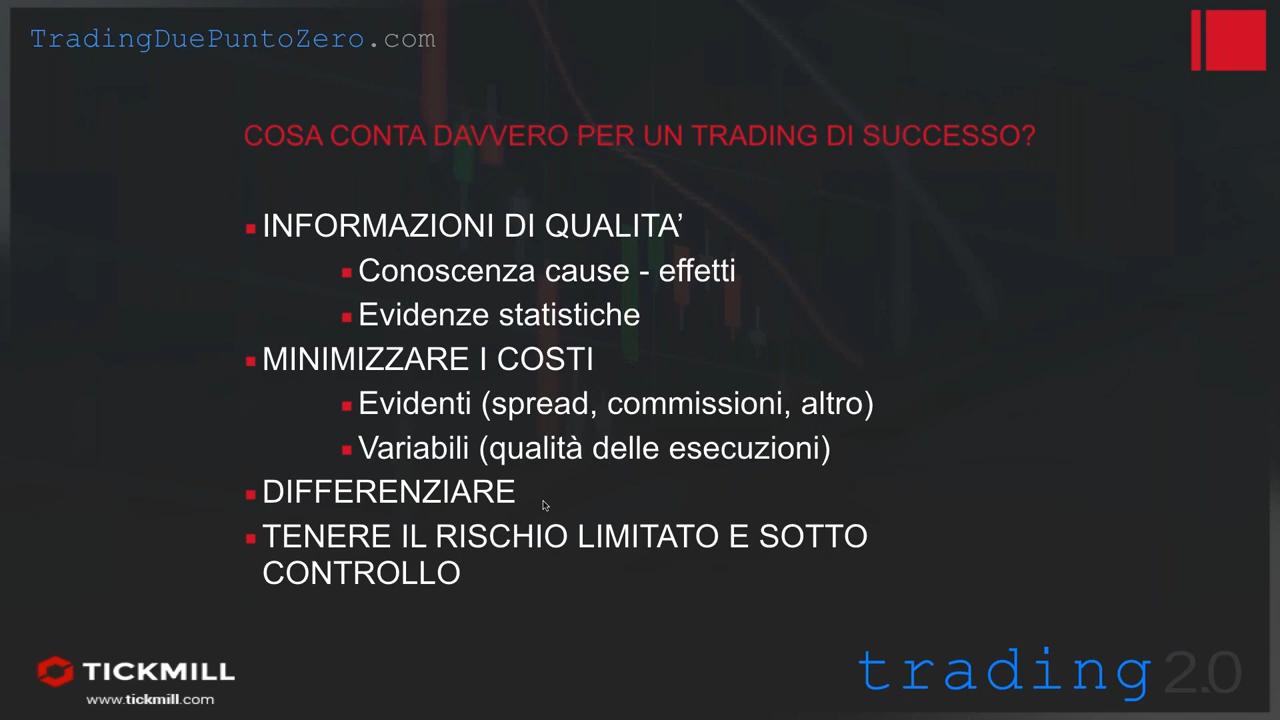 TradingDuePuntoZero.com
COSA CONTA DAVVERO PER UN TRADING DI SUCCESSO?
INFORMAZIONI DI QUALITA’
Conoscenza cause - effetti
Evidenze statistiche
MINIMIZZARE I COSTI
Evidenti (spread, commissioni, altro)
Variabili (qualità delle esecuzioni)
DIFFERENZIARE
TENERE IL RISCHIO LIMITATO E SOTTO
CONTROLLO
TICKMILL
www.tickmill.com
trading2.0